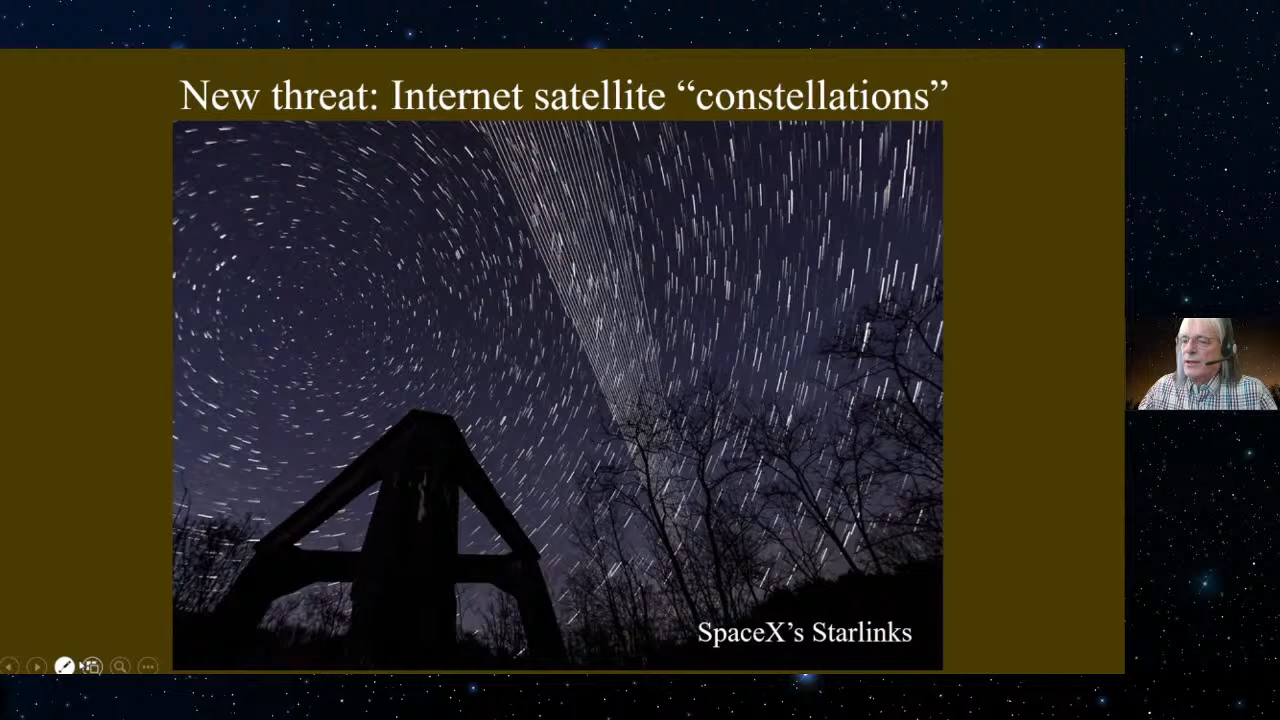 New threat: Internet satellite “constellations”
SpaceX’s Starlinks